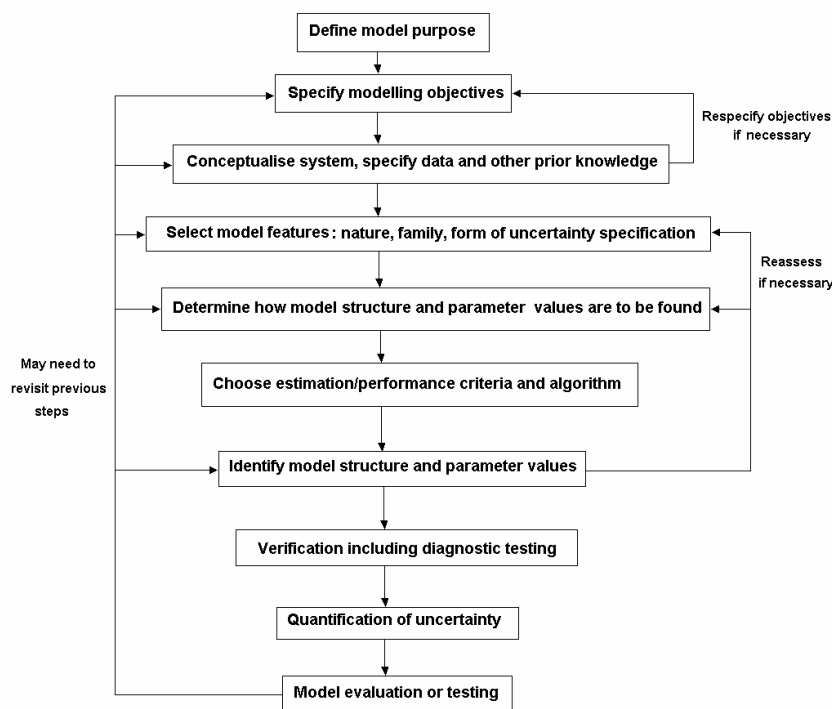 Define model purpose
Specify modelling objectives
Respecify objectives
if necessary
Conceptualise system, specify data and other prior knowledge
Select model features: nature, family, form of uncertainty specification
Reassess
if necessary
Determine how model structure and parameter values are to be found
May need to
revisit previous
steps
Choose estimation/performance criteria and algorithm
Identify model structure and parameter values
Verification including diagnostic testing
Quantification of uncertainty
Model evaluation or testing